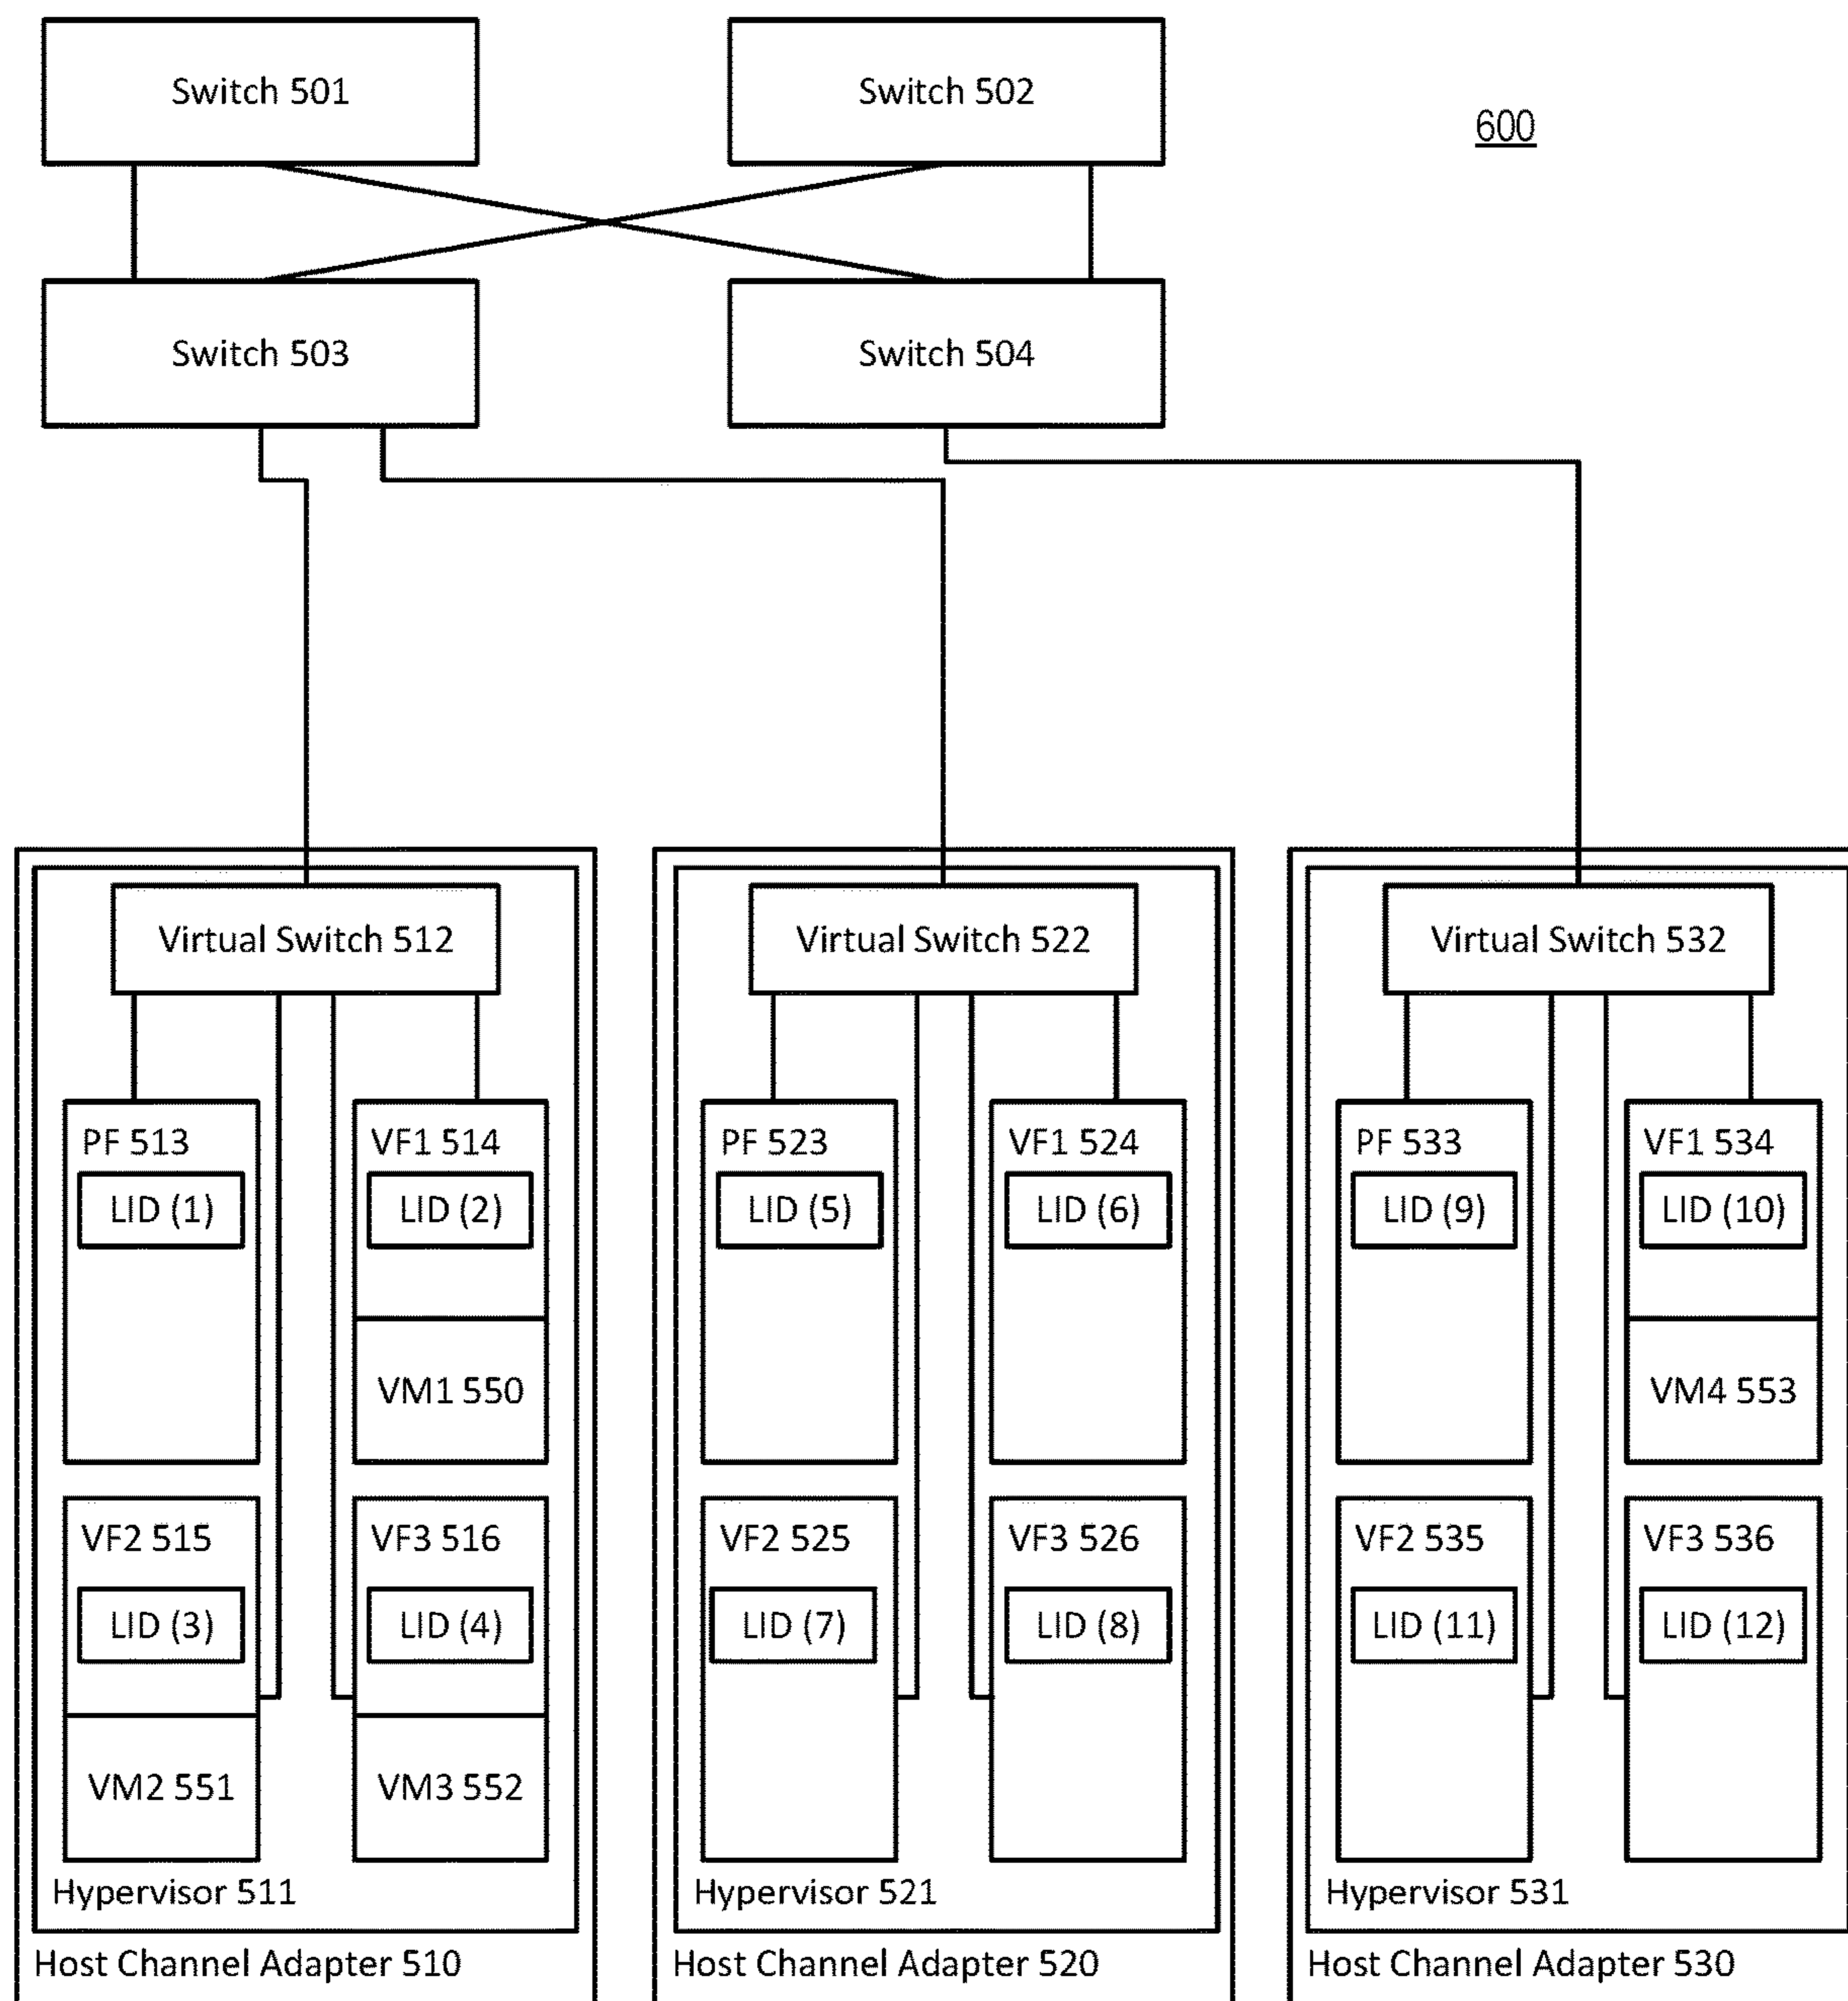 Switch 501
Switch 502
600
Switch 503
Switch 504
Virtual Switch 512
Virtual Switch 522
Virtual Switch 532
PF 513
LID (1)
VF1 514
LID (2)
VM1 550
VF2 515
LID (3)
VM2 551
VF3 516
LID (4)
VM3 552
Hypervisor 511
Host Channel Adapter 510
PF 523
LID (5)
VF1 524
LID (6)
VF2 525
LID (7)
VF3 526
LID (8)
Hypervisor 521
Host Channel Adapter 520
PF 533
LID (9)
VF1 534
LID (10)
VM4 553
VF2 535
LID (11)
VF3 536
LID (12)
Hypervisor 531
Host Channel Adapter 530